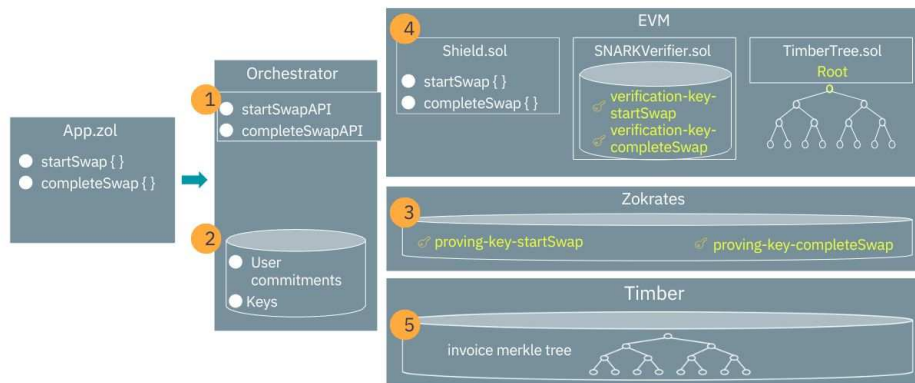 App.zol
startSwap { }
completeSwap { }
Orchestrator
1
startSwapAPI
completeSwapAPI
2
User
commitments
Keys
EVM
4
Shield.sol
startSwap { }
completeSwap { }
SNARKVerifier.sol
verification-key-
startSwap
verification-key-
completeSwap
TimberTree.sol
Root
Zokrates
3
proving-key-startSwap
proving-key-completeSwap
Timber
5
invoice merkle tree